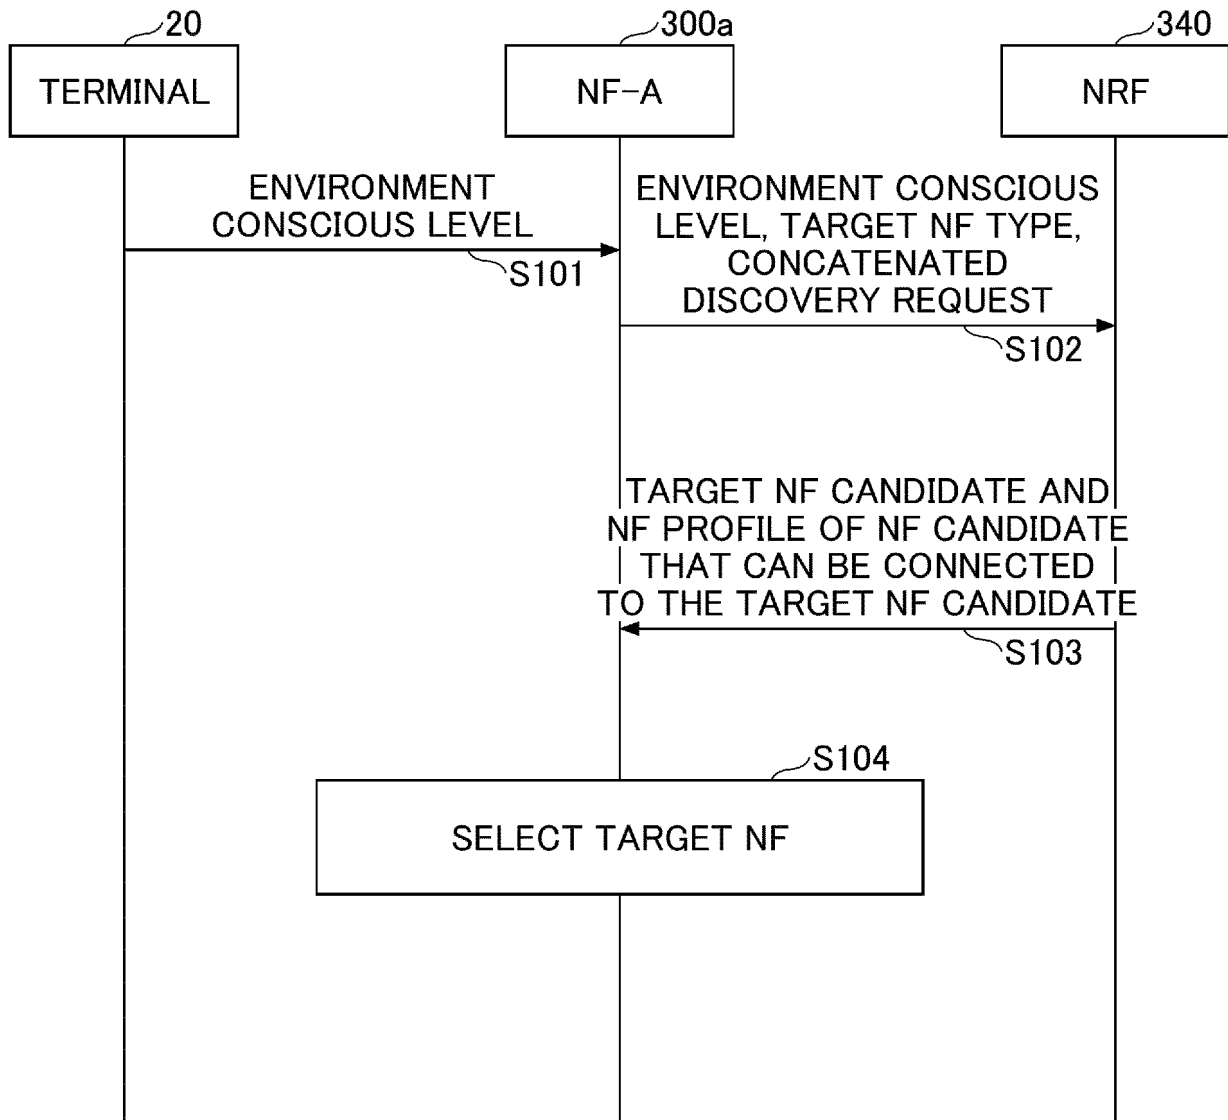 20
300a
340
TERMINAL
NF-A
NRF
ENVIRONMENT
CONSCIOUS LEVEL
S101
ENVIRONMENT CONSCIOUS
LEVEL, TARGET NF TYPE,
CONCATENATED
DISCOVERY REQUEST
S102
TARGET NF CANDIDATE AND
NF PROFILE OF NF CANDIDATE
THAT CAN BE CONNECTED
TO THE TARGET NF CANDIDATE
S103
S104
SELECT TARGET NF